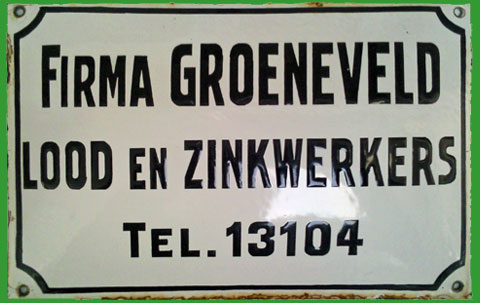 FIRMA GROENEVELD
LOOD EN ZINKWERKERS
TEL. 13104